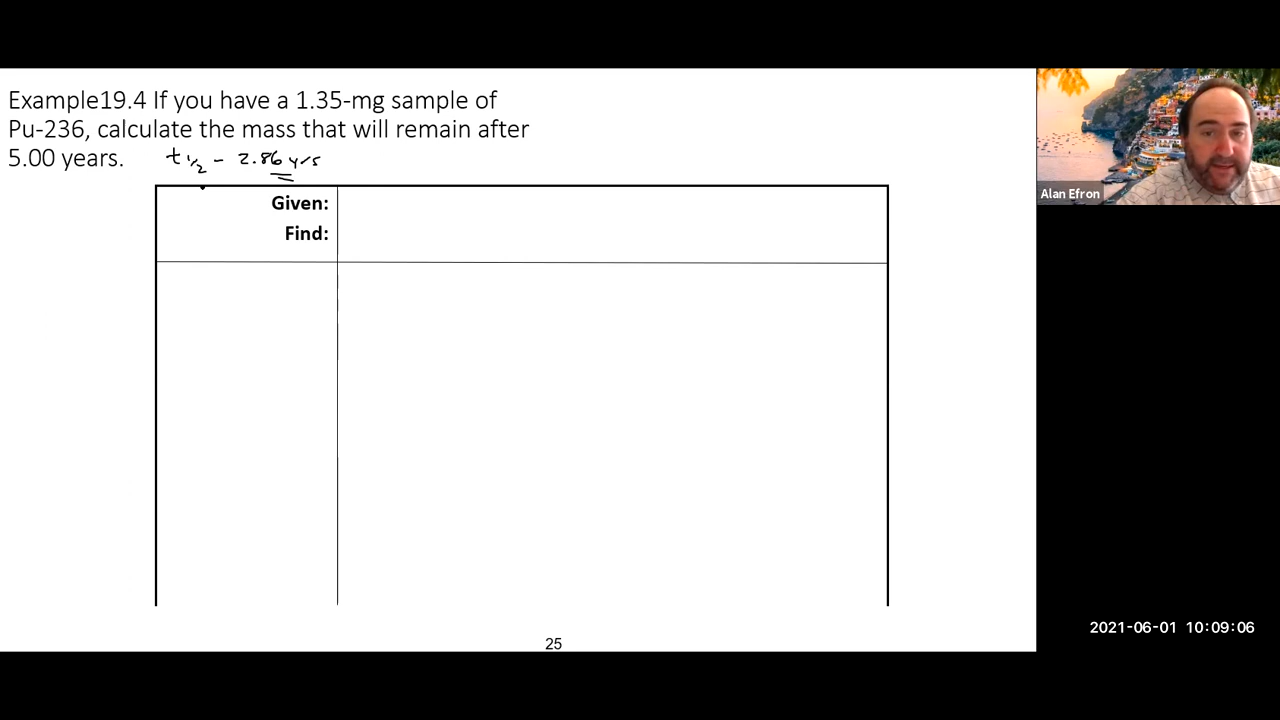 Example19.4 If you have a 1.35-mg sample of
Pu-236, calculate the mass that will remain after
5.00 years. t 1/2 - 2.86 yrs
Given:
Find:
25
Alan Efron
2021-06-01 10:09:06